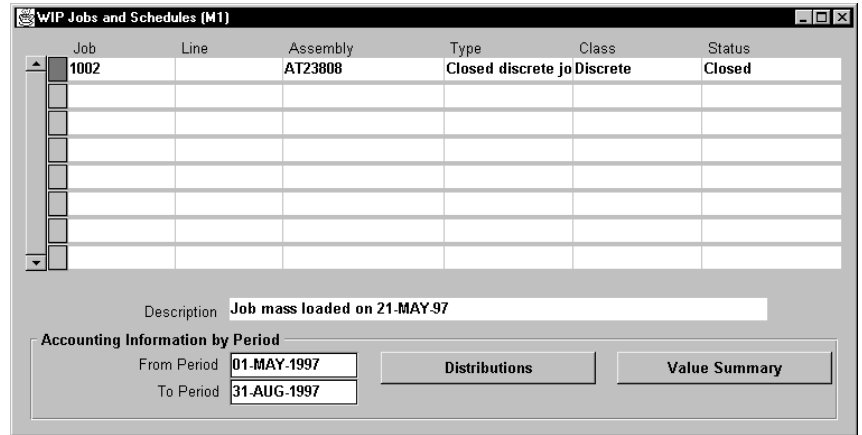 WIP Jobs and Schedules (M1)
Job Line Assembly Type Class Status
1002 AT23808 Closed discrete jo Discrete Closed
Description Job mass loaded on 21-MAY-97
Accounting Information by Period
From Period 01-MAY-1997 Distributions Value Summary
To Period 31-AUG-1997